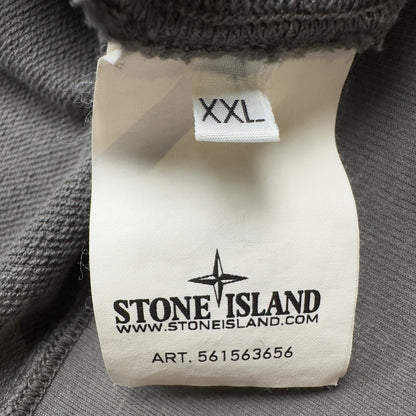 XXL
STONE ISLAND
WWW.STONEISLAND.COM
ART. 561563656